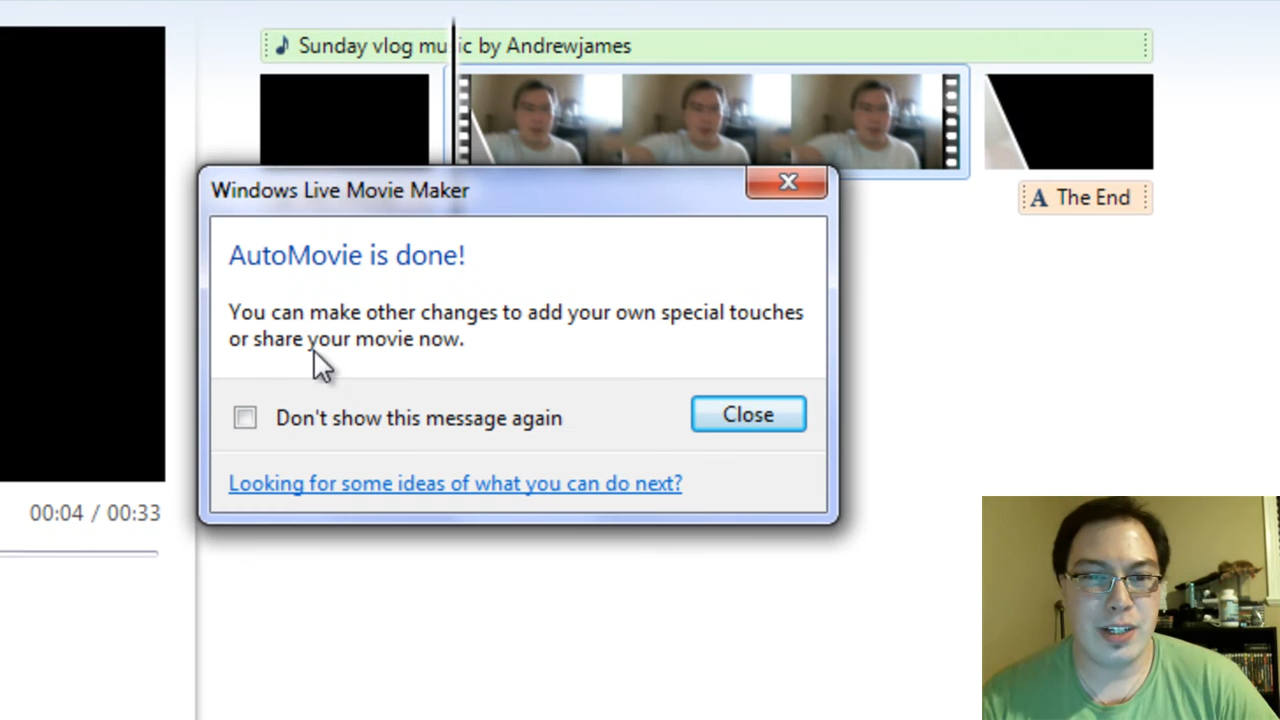 Sunday vlog music by Andrewjames
A The End
Windows Live Movie Maker
AutoMovie is done!
You can make other changes to add your own special touches
or share your movie now.
Don't show this message again
Close
Looking for some ideas of what you can do next?
00:04 / 00:33